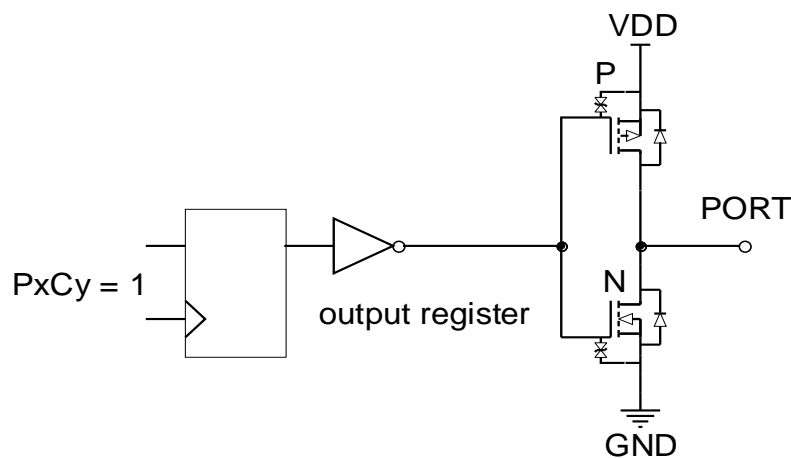 VDD
P
PORT
PxCy = 1
N
output register
GND